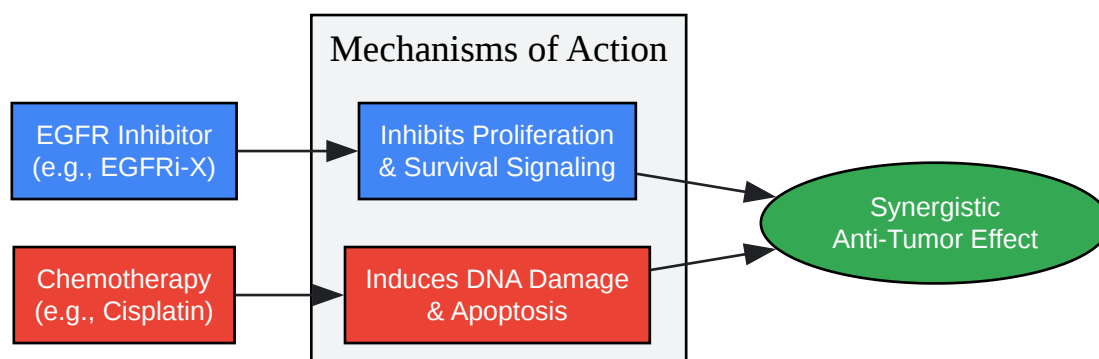 Mechanisms of Action
EGFR Inhibitor
(e.g., EGFRi-X)
Inhibits Proliferation
& Survival Signaling
Synergistic
Anti-Tumor Effect
Chemotherapy
(e.g., Cisplatin)
Induces DNA Damage
& Apoptosis